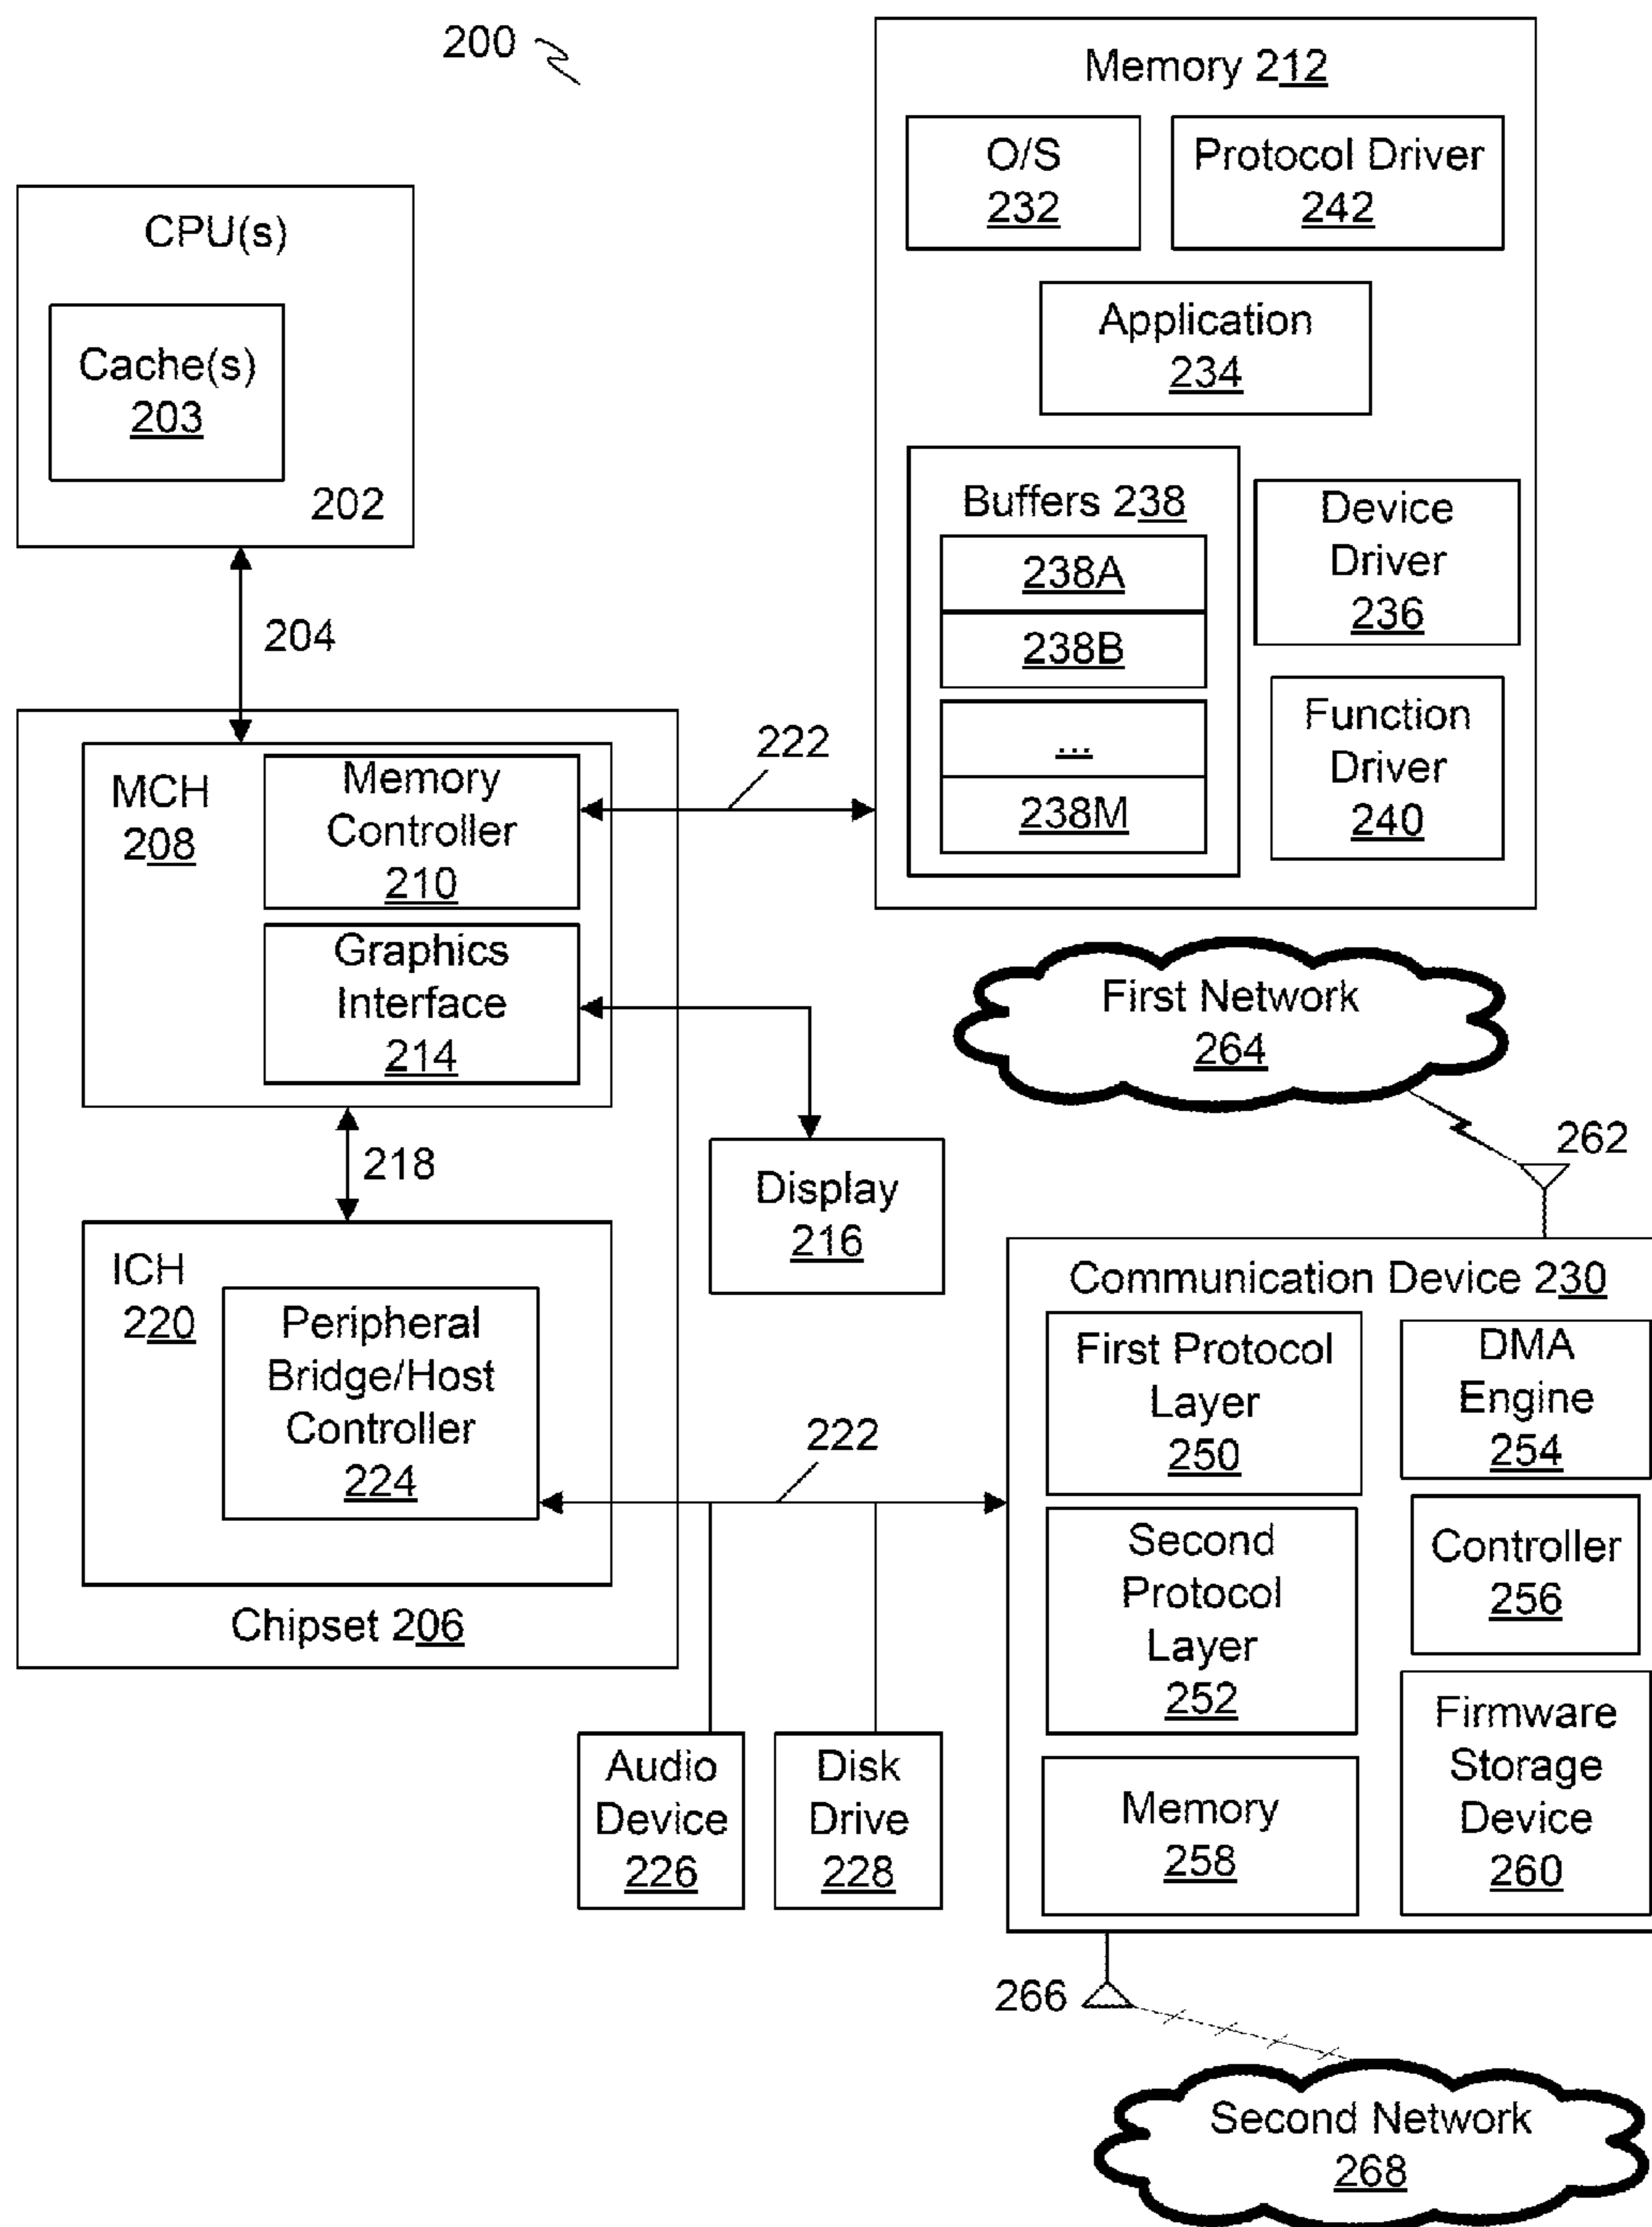 200
Memory 212
O/S
232
Protocol Driver
242
Application
234
Buffers 238
238A
238B
...
238M
Device
Driver
236
Function
Driver
240
CPU(s)
Cache(s)
203
202
204
MCH
208
Memory
Controller
210
Graphics
Interface
214
222
218
Display
216
ICH
220
Peripheral
Bridge/Host
Controller
224
Chipset 206
222
Audio
Device
226
Disk
Drive
228
First Network
264
262
Communication Device 230
First Protocol
Layer
250
DMA
Engine
254
Second
Protocol
Layer
252
Controller
256
Memory
258
Firmware
Storage
Device
260
266
Second Network
268